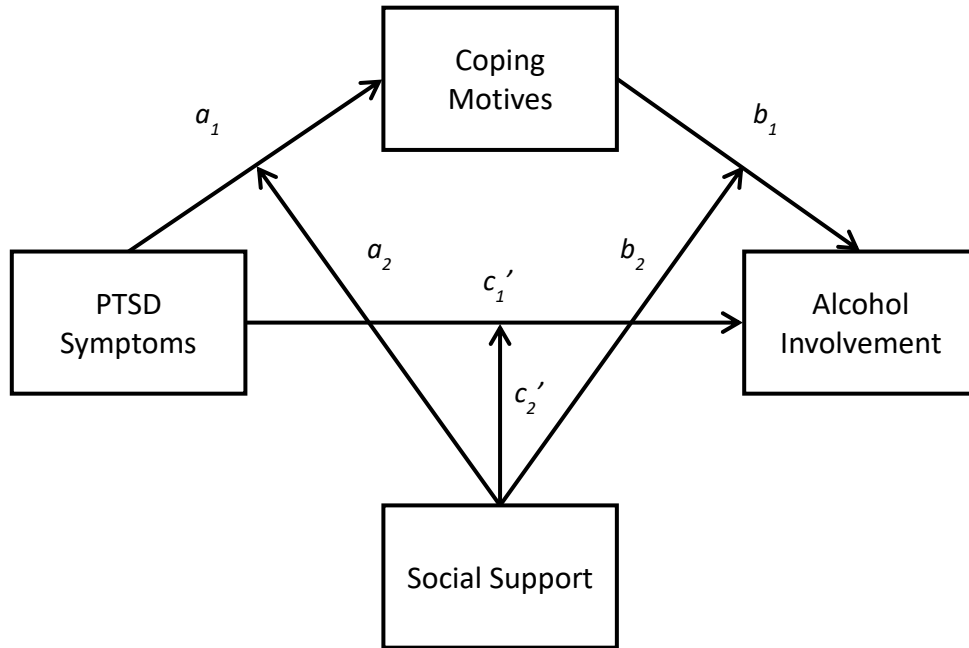 Coping
Motives
a₁
b₁
PTSD
Symptoms
a₂
b₂
c₁’
Alcohol
Involvement
c₂’
Social Support